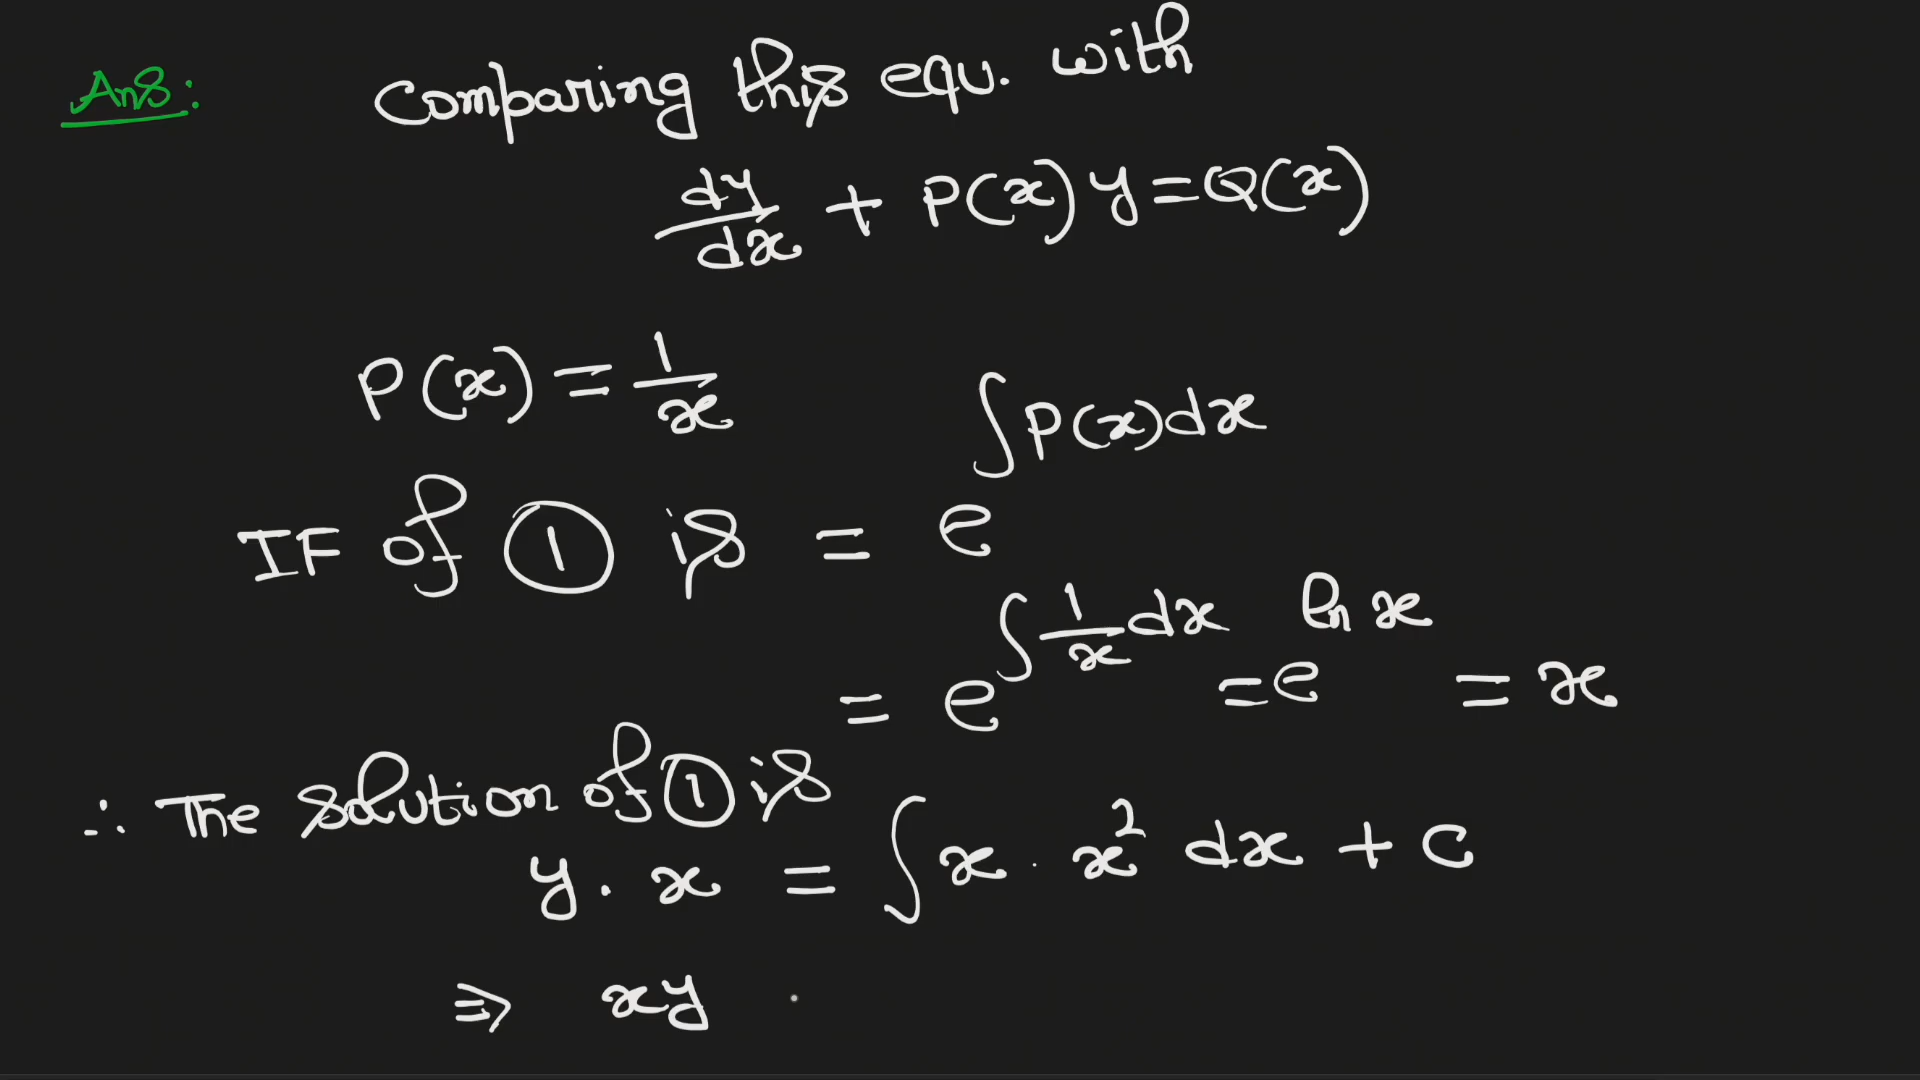 Ans: Comparing this equ. with
dy/dx + P(x) y = Q(x)
P(x) = 1/x
IF of ① is = e^∫P(x)dx
= e^∫1/x dx = e^ln x = x
∴ The solution of ① is
y . x = ∫ x . x² dx + c
⇒ xy